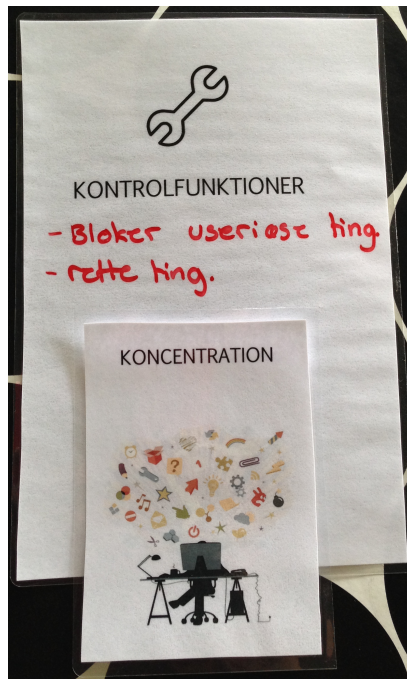 KONTROLFUNKTIONER
- Bloker useriøse ting.
- rette ting.
KONCENTRATION